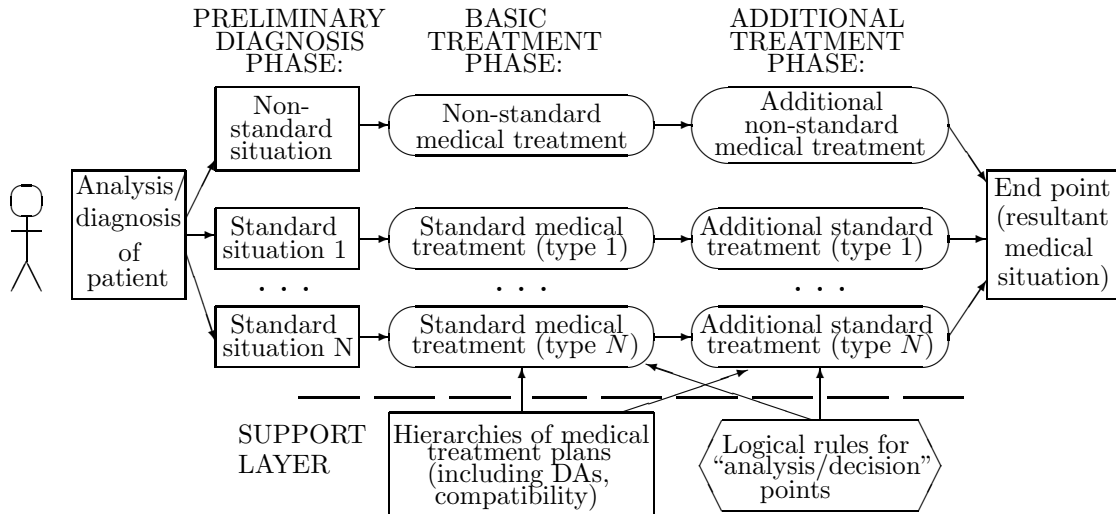 PRELIMINARY
DIAGNOSIS
PHASE:
BASIC
TREATMENT
PHASE:
ADDITIONAL
TREATMENT
PHASE:
Non-
standard
situation
Non-standard
medical treatment
Additional
non-standard
medical treatment
Analysis/
diagnosis
of
patient
Standard
situation 1
Standard medical
treatment (type 1)
Additional standard
treatment (type 1)
End point
(resultant
medical
situation)
. . .
. . .
. . .
Standard
situation N
Standard medical
treatment (type N)
Additional standard
treatment (type N)
SUPPORT
LAYER
Hierarchies of medical
treatment plans
(including DAs,
compatibility)
Logical rules for
“analysis/decision”
points